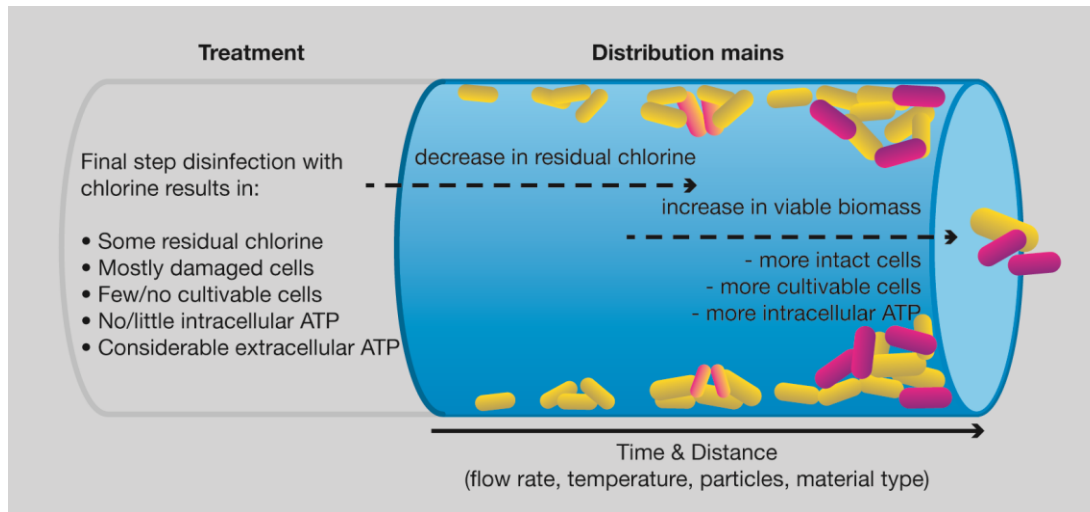 Treatment
Distribution mains
Final step disinfection with
chlorine results in:
• Some residual chlorine
• Mostly damaged cells
• Few/no cultivable cells
• No/little intracellular ATP
• Considerable extracellular ATP
decrease in residual chlorine
increase in viable biomass
- more intact cells
- more cultivable cells
- more intracellular ATP
Time & Distance
(flow rate, temperature, particles, material type)